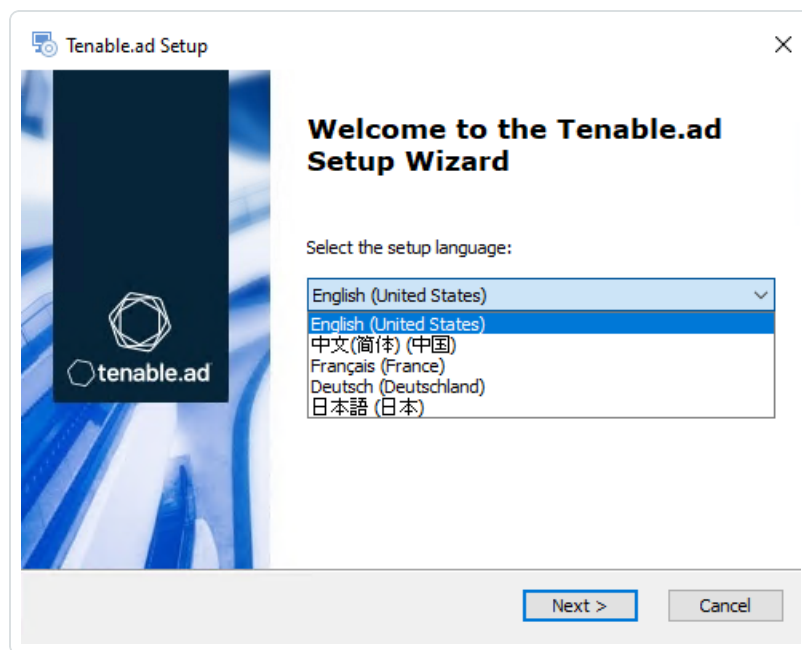 Tenable.ad Setup
Welcome to the Tenable.ad
Setup Wizard
Select the setup language:
English (United States)
English (United States)
中文(简体) (中国)
Français (France)
Deutsch (Deutschland)
日本語 (日本)
tenable.ad
Next >
Cancel